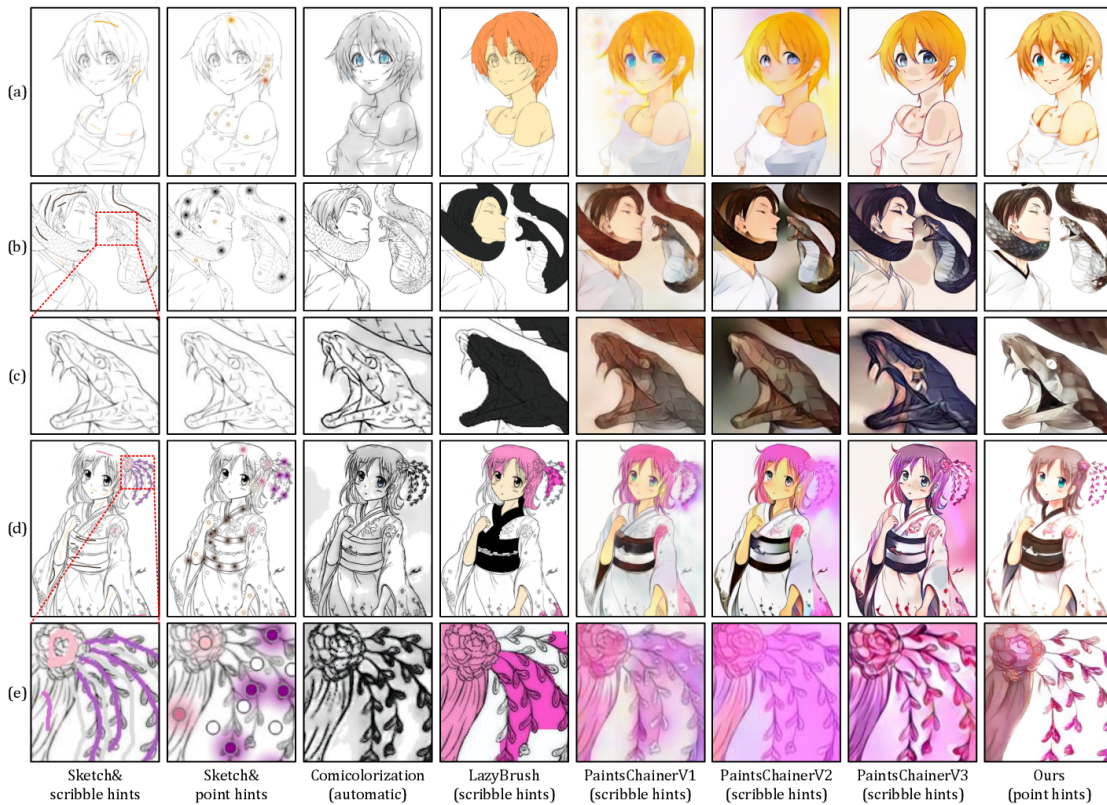 (a)
(b)
(c)
(d)
(e)
Sketch& Sketch& Comicolorization LazyBrush PaintsChainerV1 PaintsChainerV2 PaintsChainerV3 Ours
scribble hints point hints (automatic) (scribble hints) (scribble hints) (scribble hints) (scribble hints) (point hints)